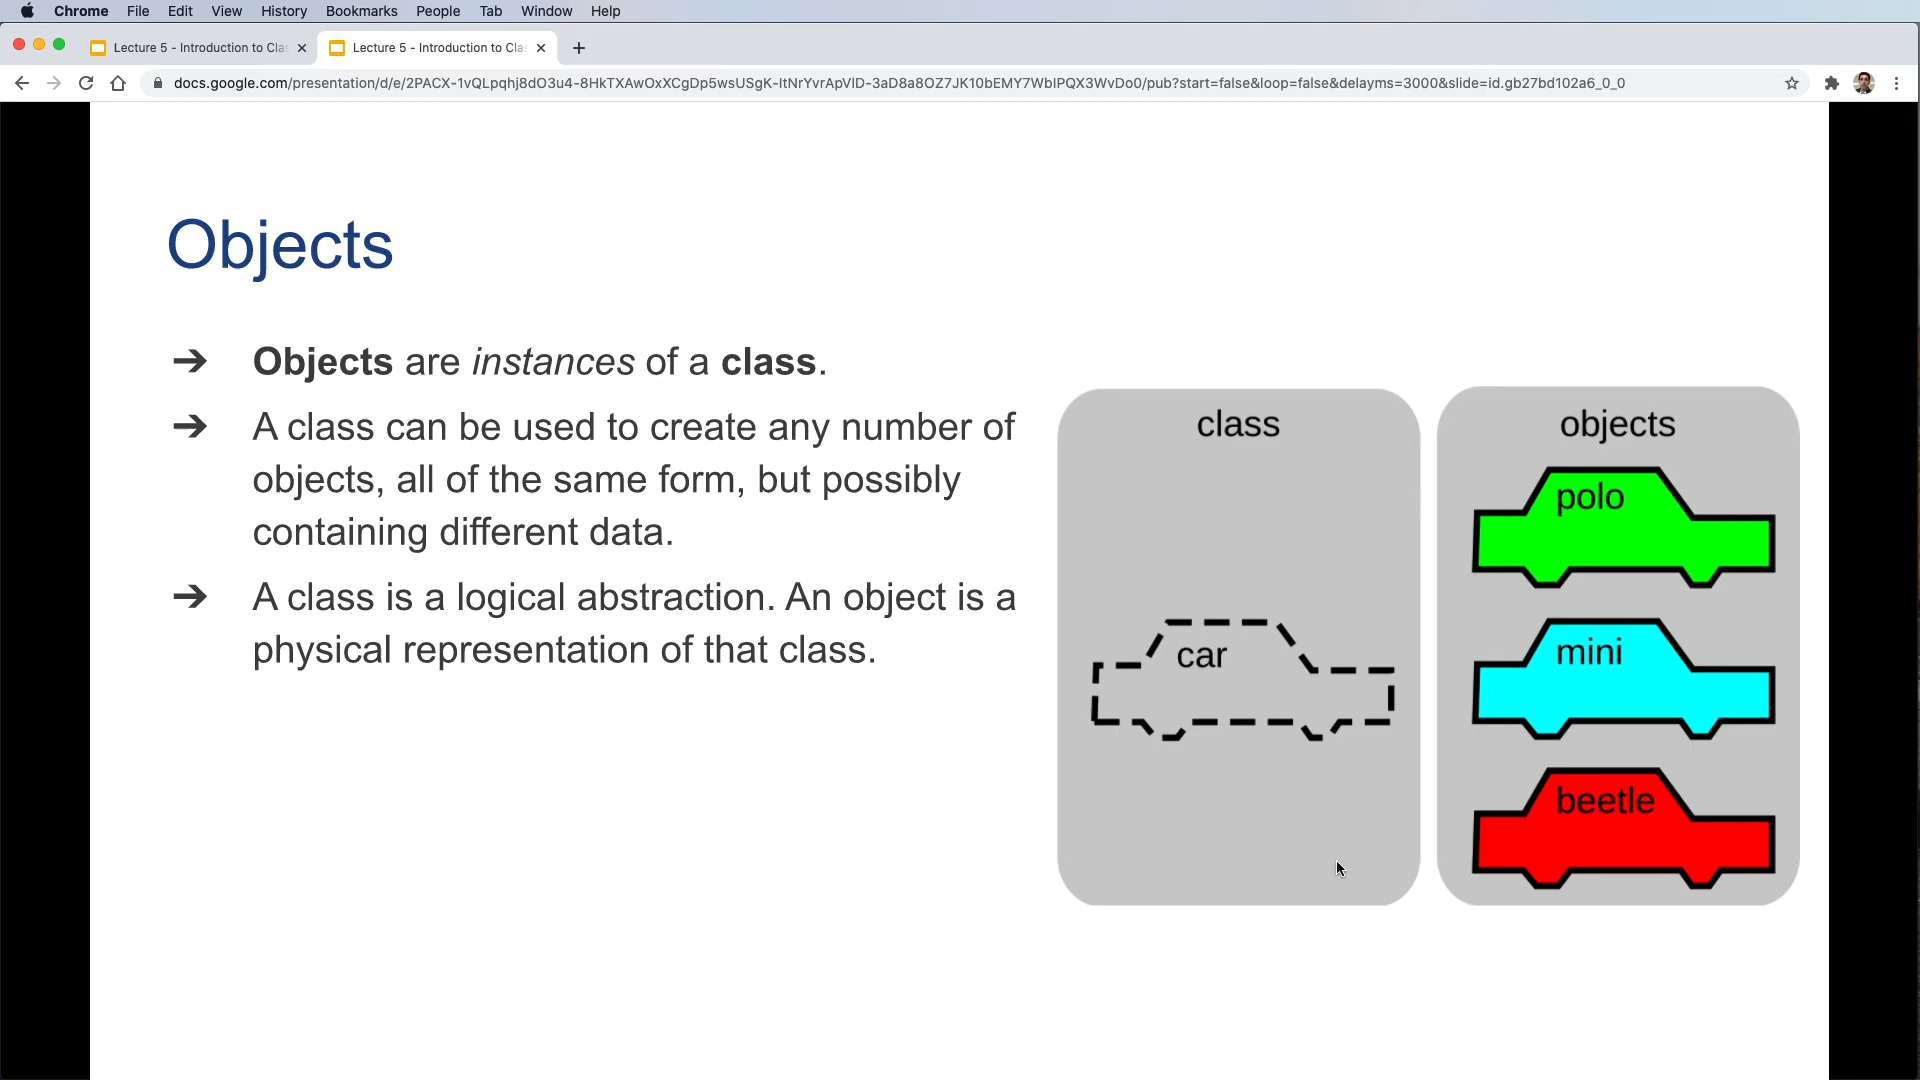 Chrome File Edit View History Bookmarks People Tab Window Help
Lecture 5 - Introduction to Clas
Lecture 5 - Introduction to Clas
docs.google.com/presentation/d/e/2PACX-1vQLpqhj8dO3u4-8HkTXAwOxXCgDp5wsUSgK-ltNrYvrApVlD-3aD8a8OZ7JK10bEMY7WbIPQX3WvDo0/pub?start=false&loop=false&delayms=3000&slide=id.gb27bd102a6_0_0
Objects
➔ Objects are instances of a class.
➔ A class can be used to create any number of
objects, all of the same form, but possibly
containing different data.
➔ A class is a logical abstraction. An object is a
physical representation of that class.
class
car
objects
polo
mini
beetle